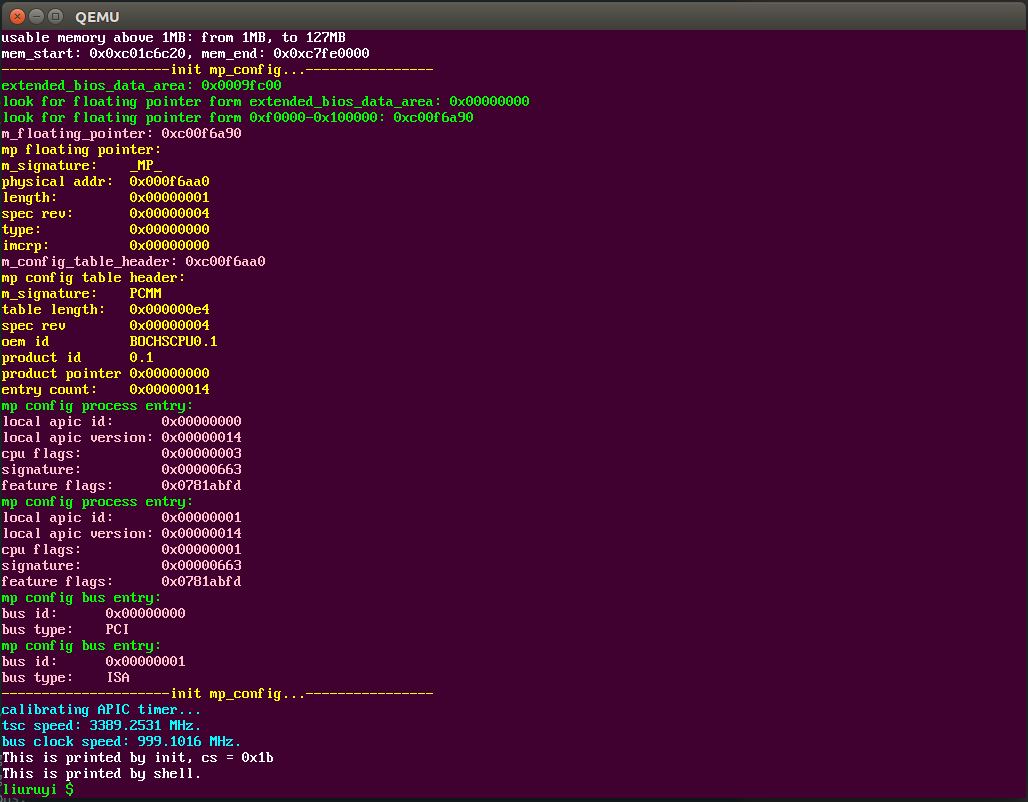 QEMU
usable memory above 1MB: from 1MB, to 127MB
mem_start: 0x0xc01c6c20, mem_end: 0x0xc7fe0000
---------------------init mp_config...----------------
extended_bios_data_area: 0x0009fc00
look for floating pointer form extended_bios_data_area: 0x00000000
look for floating pointer form 0xf0000-0x100000: 0xc00f6a90
m_floating_pointer: 0xc00f6a90
mp floating pointer:
m_signature:    _MP_
physical addr:  0x000f6aa0
length:         0x00000001
spec rev:       0x00000004
type:           0x00000000
imcrp:          0x00000000
m_config_table_header: 0xc00f6aa0
mp config table header:
m_signature:    PCMM
table length:   0x000000e4
spec rev        0x00000004
oem id          BOCHSCPU0.1
product id      0.1
product pointer 0x00000000
entry count:    0x00000014
mp config process entry:
local apic id:      0x00000000
local apic version: 0x00000014
cpu flags:          0x00000003
signature:          0x00000663
feature flags:      0x0781abfd
mp config process entry:
local apic id:      0x00000001
local apic version: 0x00000014
cpu flags:          0x00000001
signature:          0x00000663
feature flags:      0x0781abfd
mp config bus entry:
bus id:      0x00000000
bus type:    PCI
mp config bus entry:
bus id:      0x00000001
bus type:    ISA
---------------------init mp_config...----------------
calibrating APIC timer...
tsc speed: 3389.2531 MHz.
bus clock speed: 999.1016 MHz.
This is printed by init, cs = 0x1b
This is printed by shell.
liuruyi $